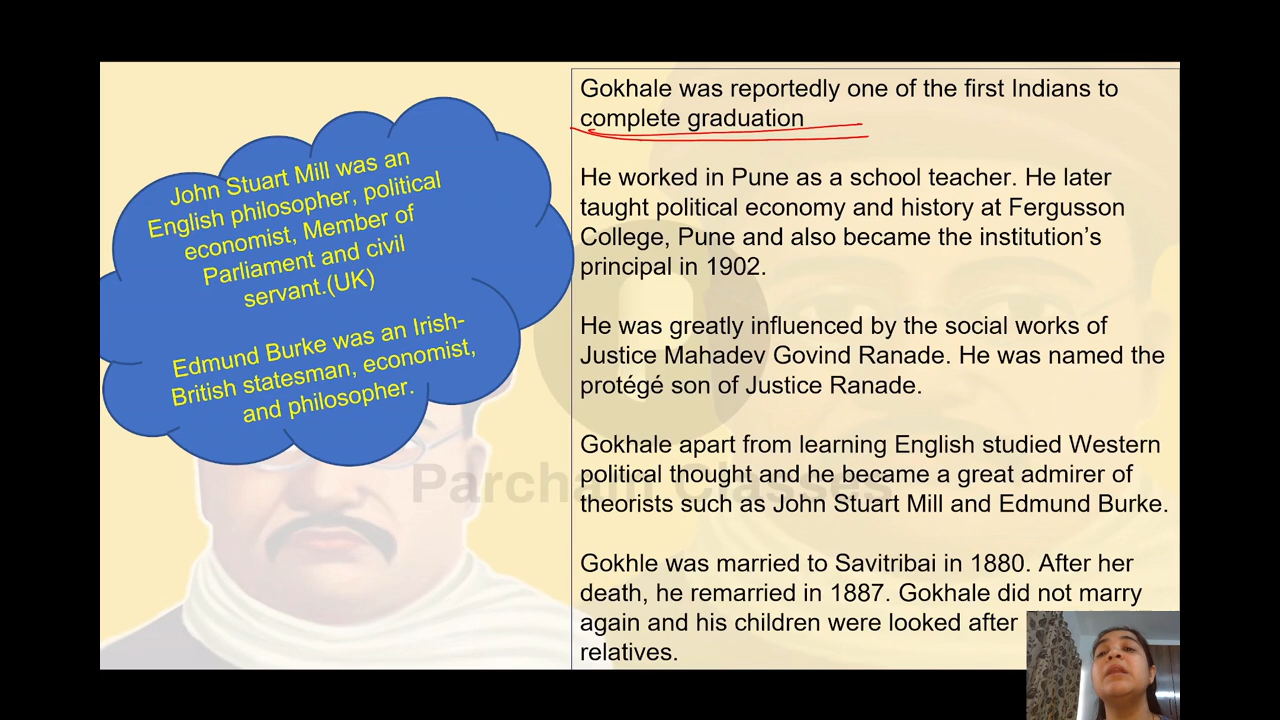 John Stuart Mill was an
English philosopher, political
economist, Member of
Parliament and civil
servant.(UK)
Edmund Burke was an Irish-
British statesman, economist,
and philosopher.
Gokhale was reportedly one of the first Indians to
complete graduation
He worked in Pune as a school teacher. He later
taught political economy and history at Fergusson
College, Pune and also became the institution’s
principal in 1902.
He was greatly influenced by the social works of
Justice Mahadev Govind Ranade. He was named the
protégé son of Justice Ranade.
Gokhale apart from learning English studied Western
political thought and he became a great admirer of
theorists such as John Stuart Mill and Edmund Burke.
Gokhle was married to Savitribai in 1880. After her
death, he remarried in 1887. Gokhale did not marry
again and his children were looked after
relatives.
Parcham Classes